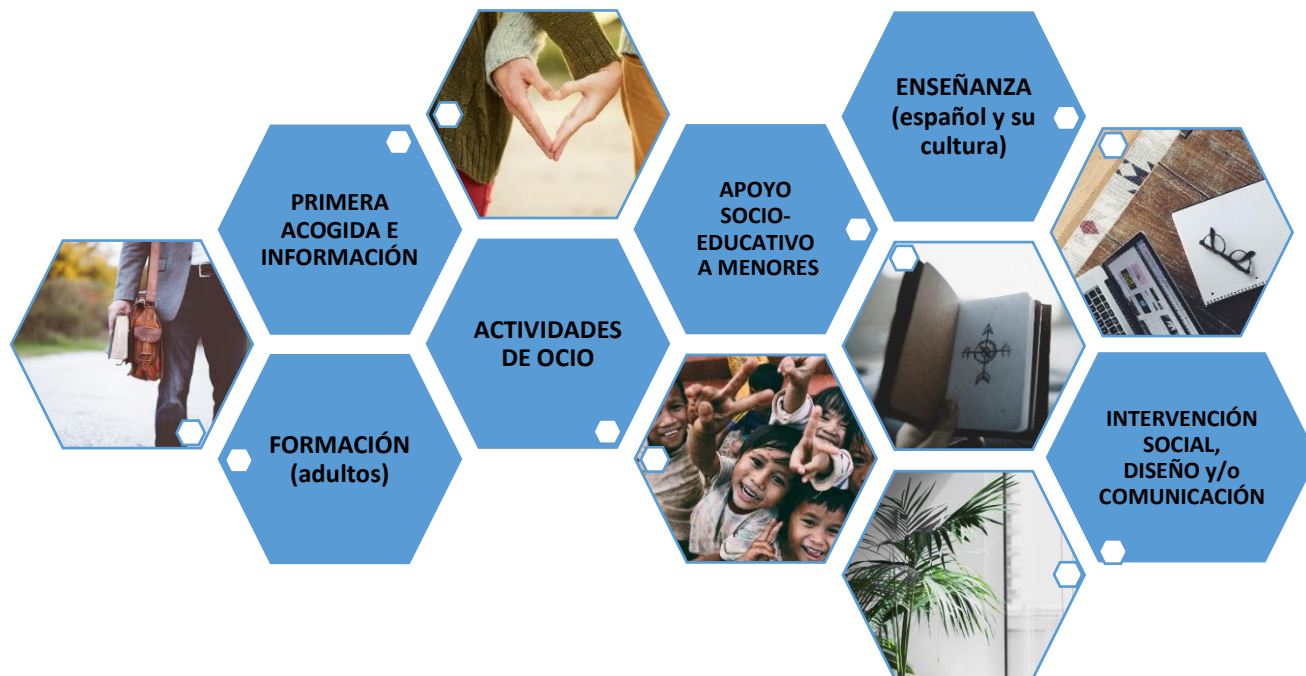 PRIMERA
ACOGIDA E
INFORMACIÓN
FORMACIÓN
(adultos)
ACTIVIDADES
DE OCIO
APOYO
SOCIO-
EDUCATIVO
A MENORES
ENSEÑANZA
(español y su
cultura)
INTERVENCIÓN
SOCIAL,
DISEÑO y/o
COMUNICACIÓN